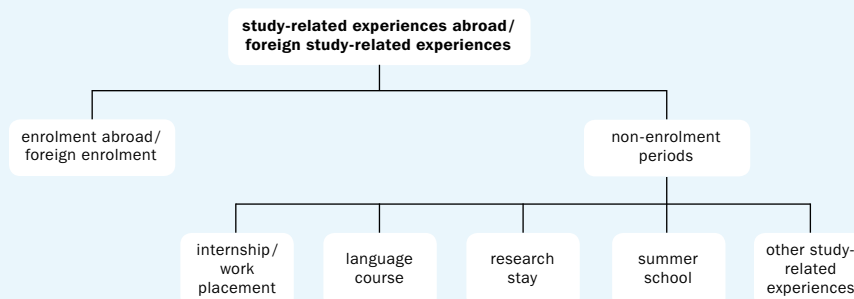 study-related experiences abroad/
foreign study-related experiences
enrolment abroad/
foreign enrolment
non-enrolment
periods
internship/
work
placement
language
course
research
stay
summer
school
other study-
related
experiences